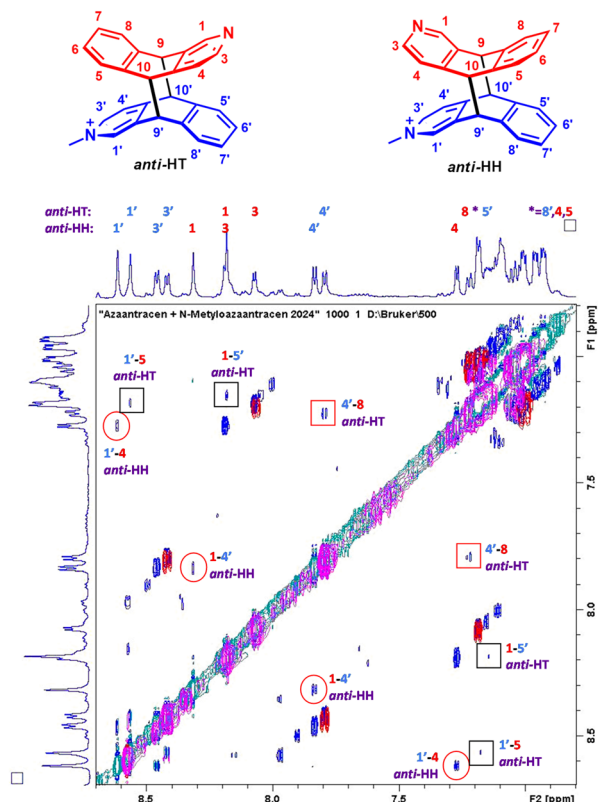 7 8 1 N
6 9 3
5 10 4
3' 4' 10' 5'
N + 6'
1' 9' 8' 7'
anti-HT
N 1 8 7
3 9 6
4 10 5
3' 4' 10' 5'
N + 6'
1' 9' 8' 7'
anti-HH
anti-HT: 1' 3' 1 3 4' 8 * 5' *=8',4,5
anti-HH: 1' 3' 1 3 4' 4
"Azaantracen + N-Metyloazaantracen 2024" 1000 1 D:\Bruker\500
F1 [ppm]
1'-5
anti-HT
1-5'
anti-HT
4'-8
anti-HT
1'-4
anti-HH
7.5
1-4'
anti-HH
4'-8
anti-HT
8.0
1-5'
anti-HT
1-4'
anti-HH
1'-5
anti-HT
1'-4
anti-HH
8.5
8.5 8.0 7.5 F2 [ppm]